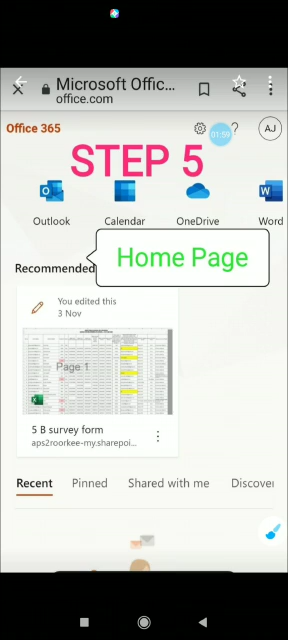 Microsoft Offic...
office.com
Office 365
01:59
?
AJ
STEP 5
Outlook
Calendar
OneDrive
Word
Home Page
Recommended
You edited this
3 Nov
Page 1
5 B survey form
aps2roorkee-my.sharepoi...
Recent
Pinned
Shared with me
Discover